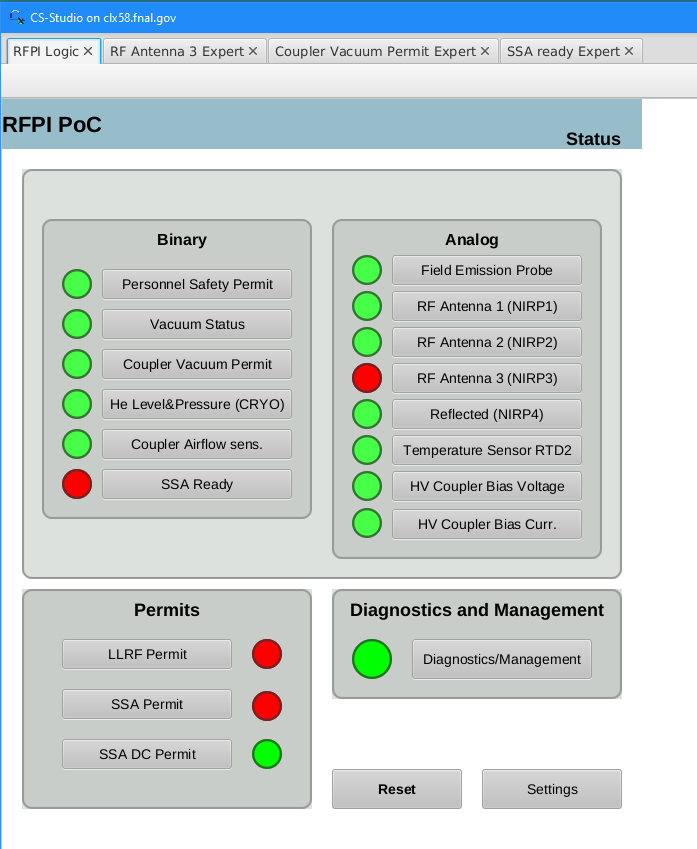 CS-Studio on clx58.fnal.gov
RFPI Logic
RF Antenna 3 Expert
Coupler Vacuum Permit Expert
SSA ready Expert
RFPI PoC
Status
Binary
Personnel Safety Permit
Vacuum Status
Coupler Vacuum Permit
He Level&Pressure (CRYO)
Coupler Airflow sens.
SSA Ready
Analog
Field Emission Probe
RF Antenna 1 (NIRP1)
RF Antenna 2 (NIRP2)
RF Antenna 3 (NIRP3)
Reflected (NIRP4)
Temperature Sensor RTD2
HV Coupler Bias Voltage
HV Coupler Bias Curr.
Permits
LLRF Permit
SSA Permit
SSA DC Permit
Diagnostics and Management
Diagnostics/Management
Reset
Settings